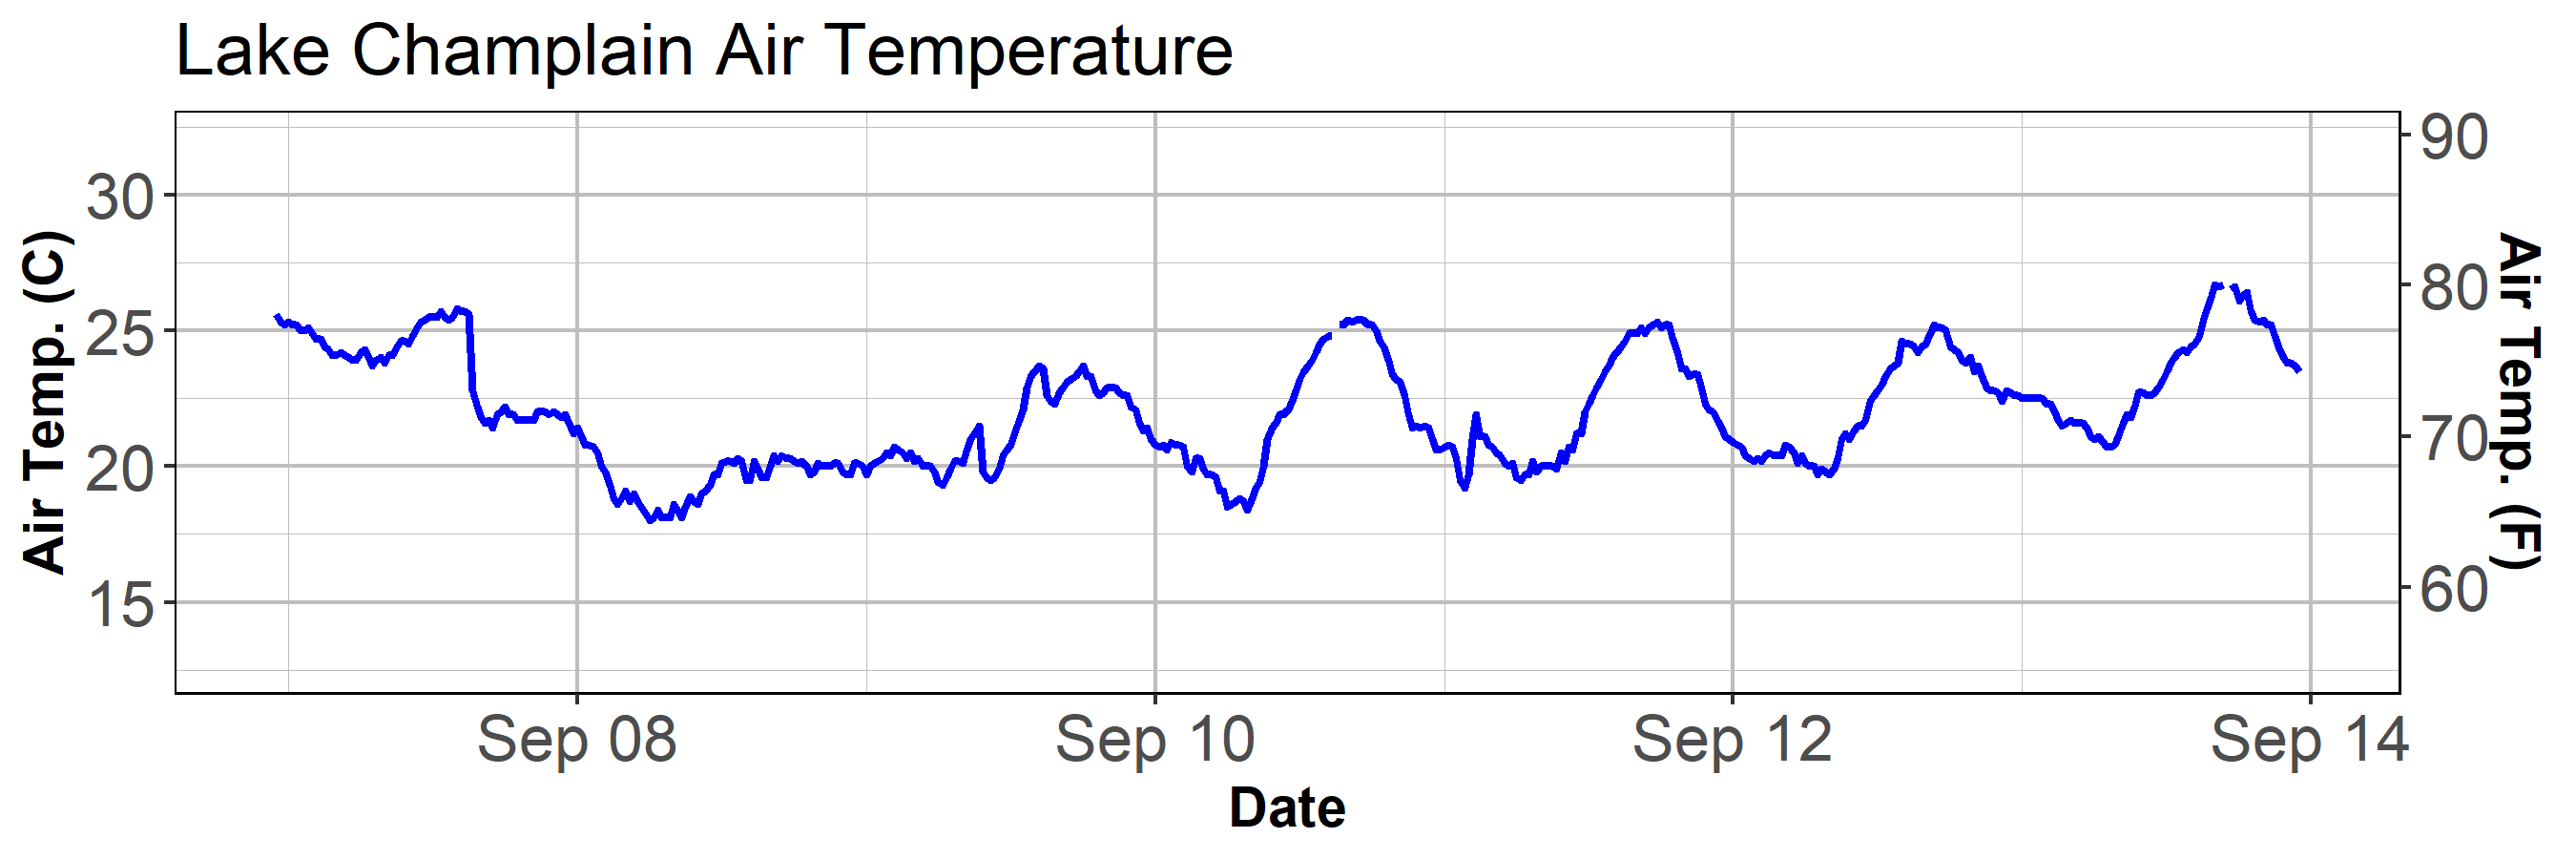 Lake Champlain Air Temperature
Air Temp. (C)
30
25
20
15
90
80
70
60
Air Temp. (F)
Sep 08
Sep 10
Sep 12
Sep 14
Date